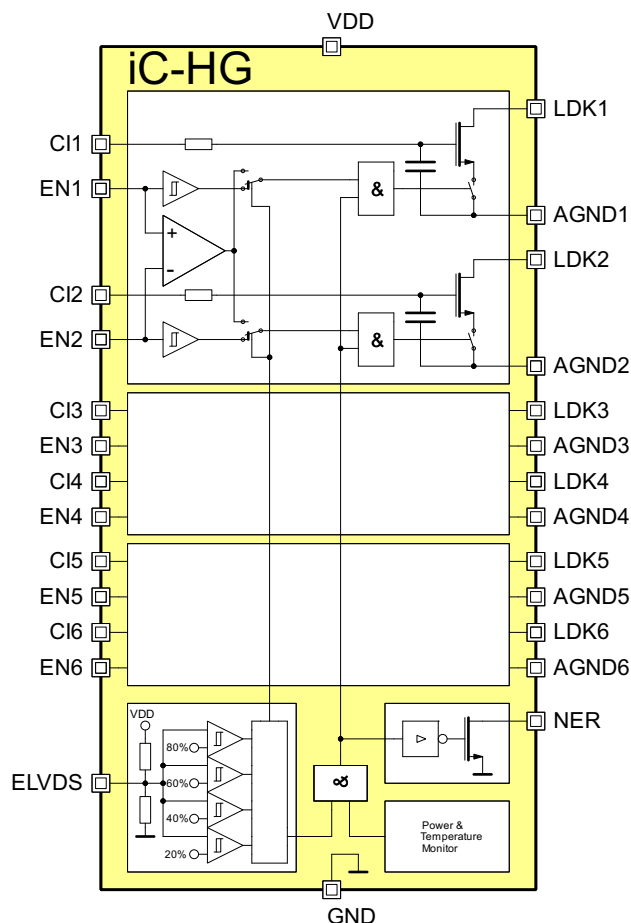 VDD
iC-HG
LDK1
CI1
EN1
&
AGND1
+
LDK2
-
CI2
EN2
&
AGND2
CI3
LDK3
EN3
AGND3
CI4
LDK4
EN4
AGND4
CI5
LDK5
EN5
AGND5
CI6
LDK6
EN6
AGND6
VDD
NER
80%
ELVDS
60%
&
40%
Power &
Temperature
Monitor
20%
GND